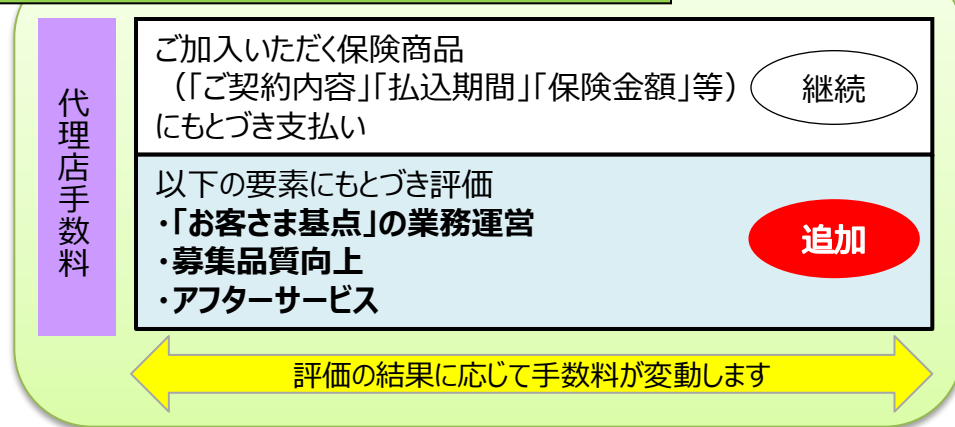 代理店手数料
ご加入いただく保険商品
（「ご契約内容」「払込期間」「保険金額」等）
にもとづき支払い
継続
以下の要素にもとづき評価
・「お客さま基点」の業務運営
・募集品質向上
・アフターサービス
追加
評価の結果に応じて手数料が変動します